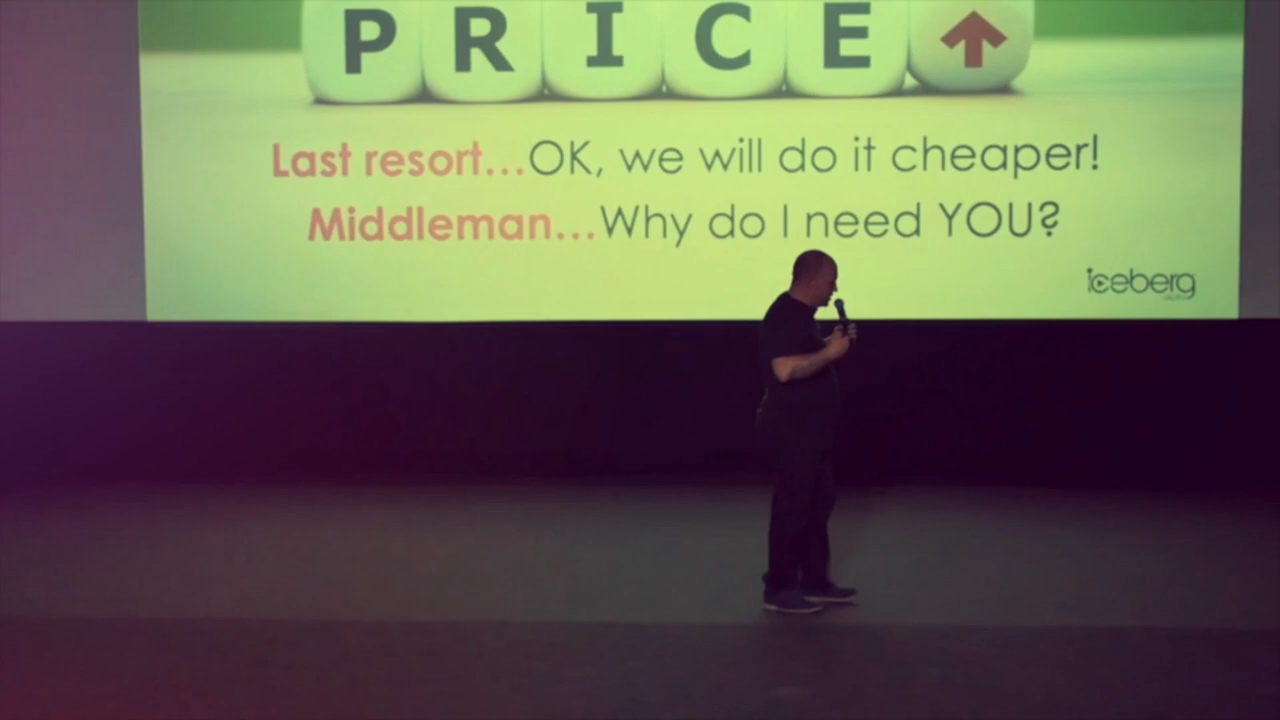 PRICE
Last resort...OK, we will do it cheaper!
Middleman...Why do I need YOU?
iceberg